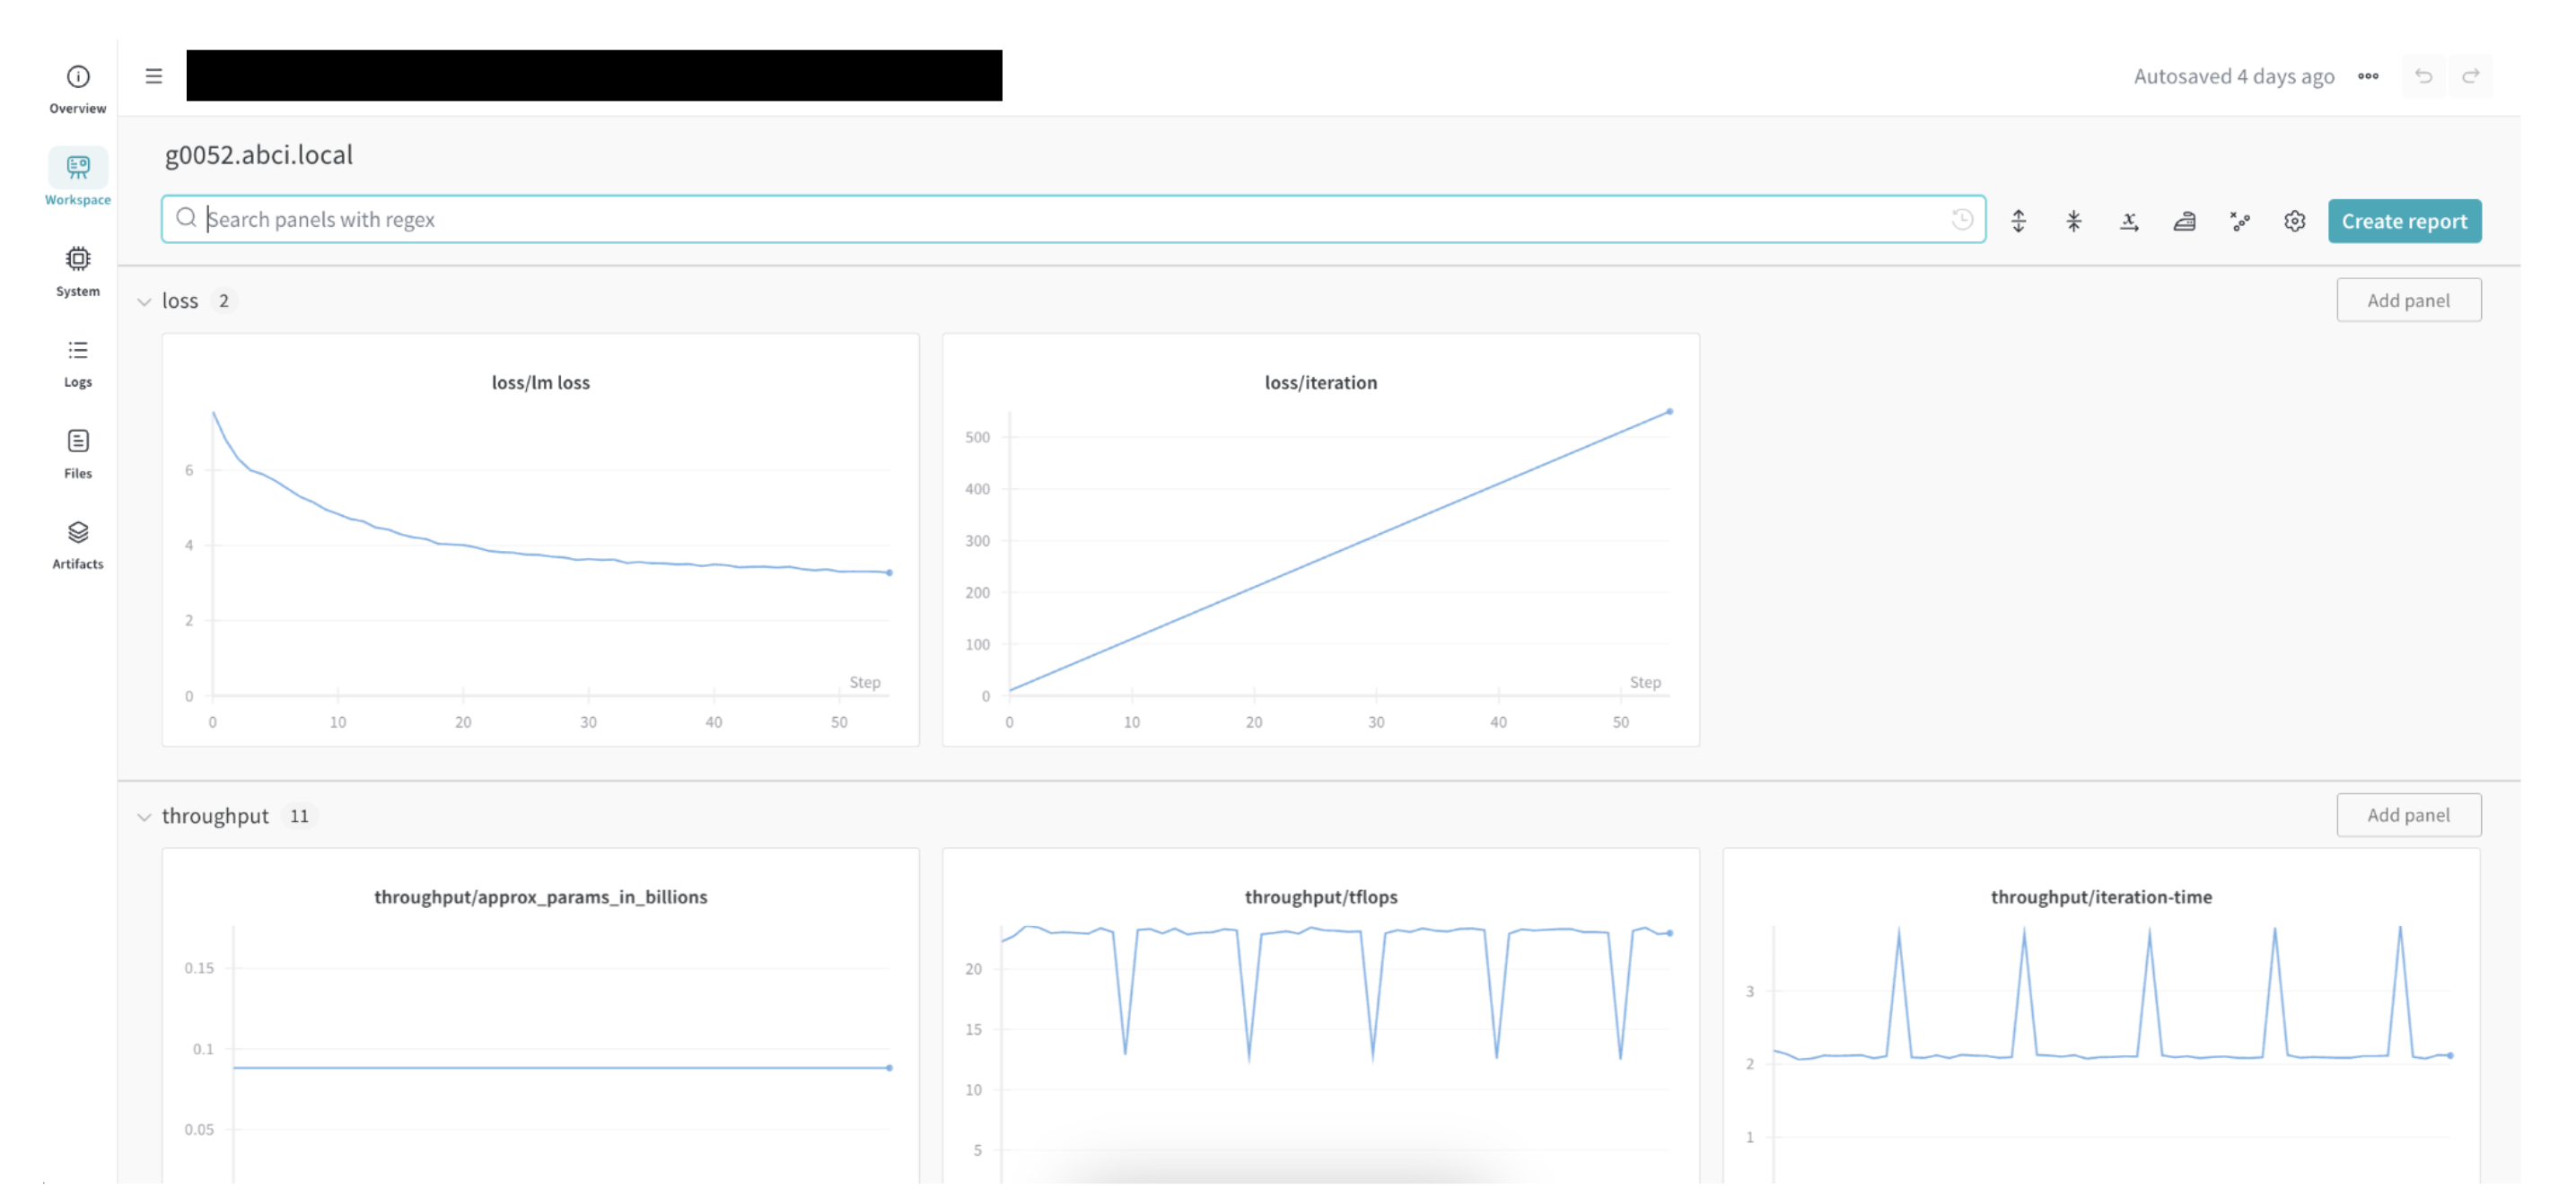 Overview
Workspace
System
Logs
Files
Artifacts
Autosaved 4 days ago
g0052.abci.local
Search panels with regex
Create report
loss 2
Add panel
loss/lm loss
6
4
2
0
Step
0 10 20 30 40 50
loss/iteration
500
400
300
200
100
0
Step
0 10 20 30 40 50
throughput 11
Add panel
throughput/approx_params_in_billions
0.15
0.1
0.05
throughput/tflops
20
15
10
5
throughput/iteration-time
3
2
1